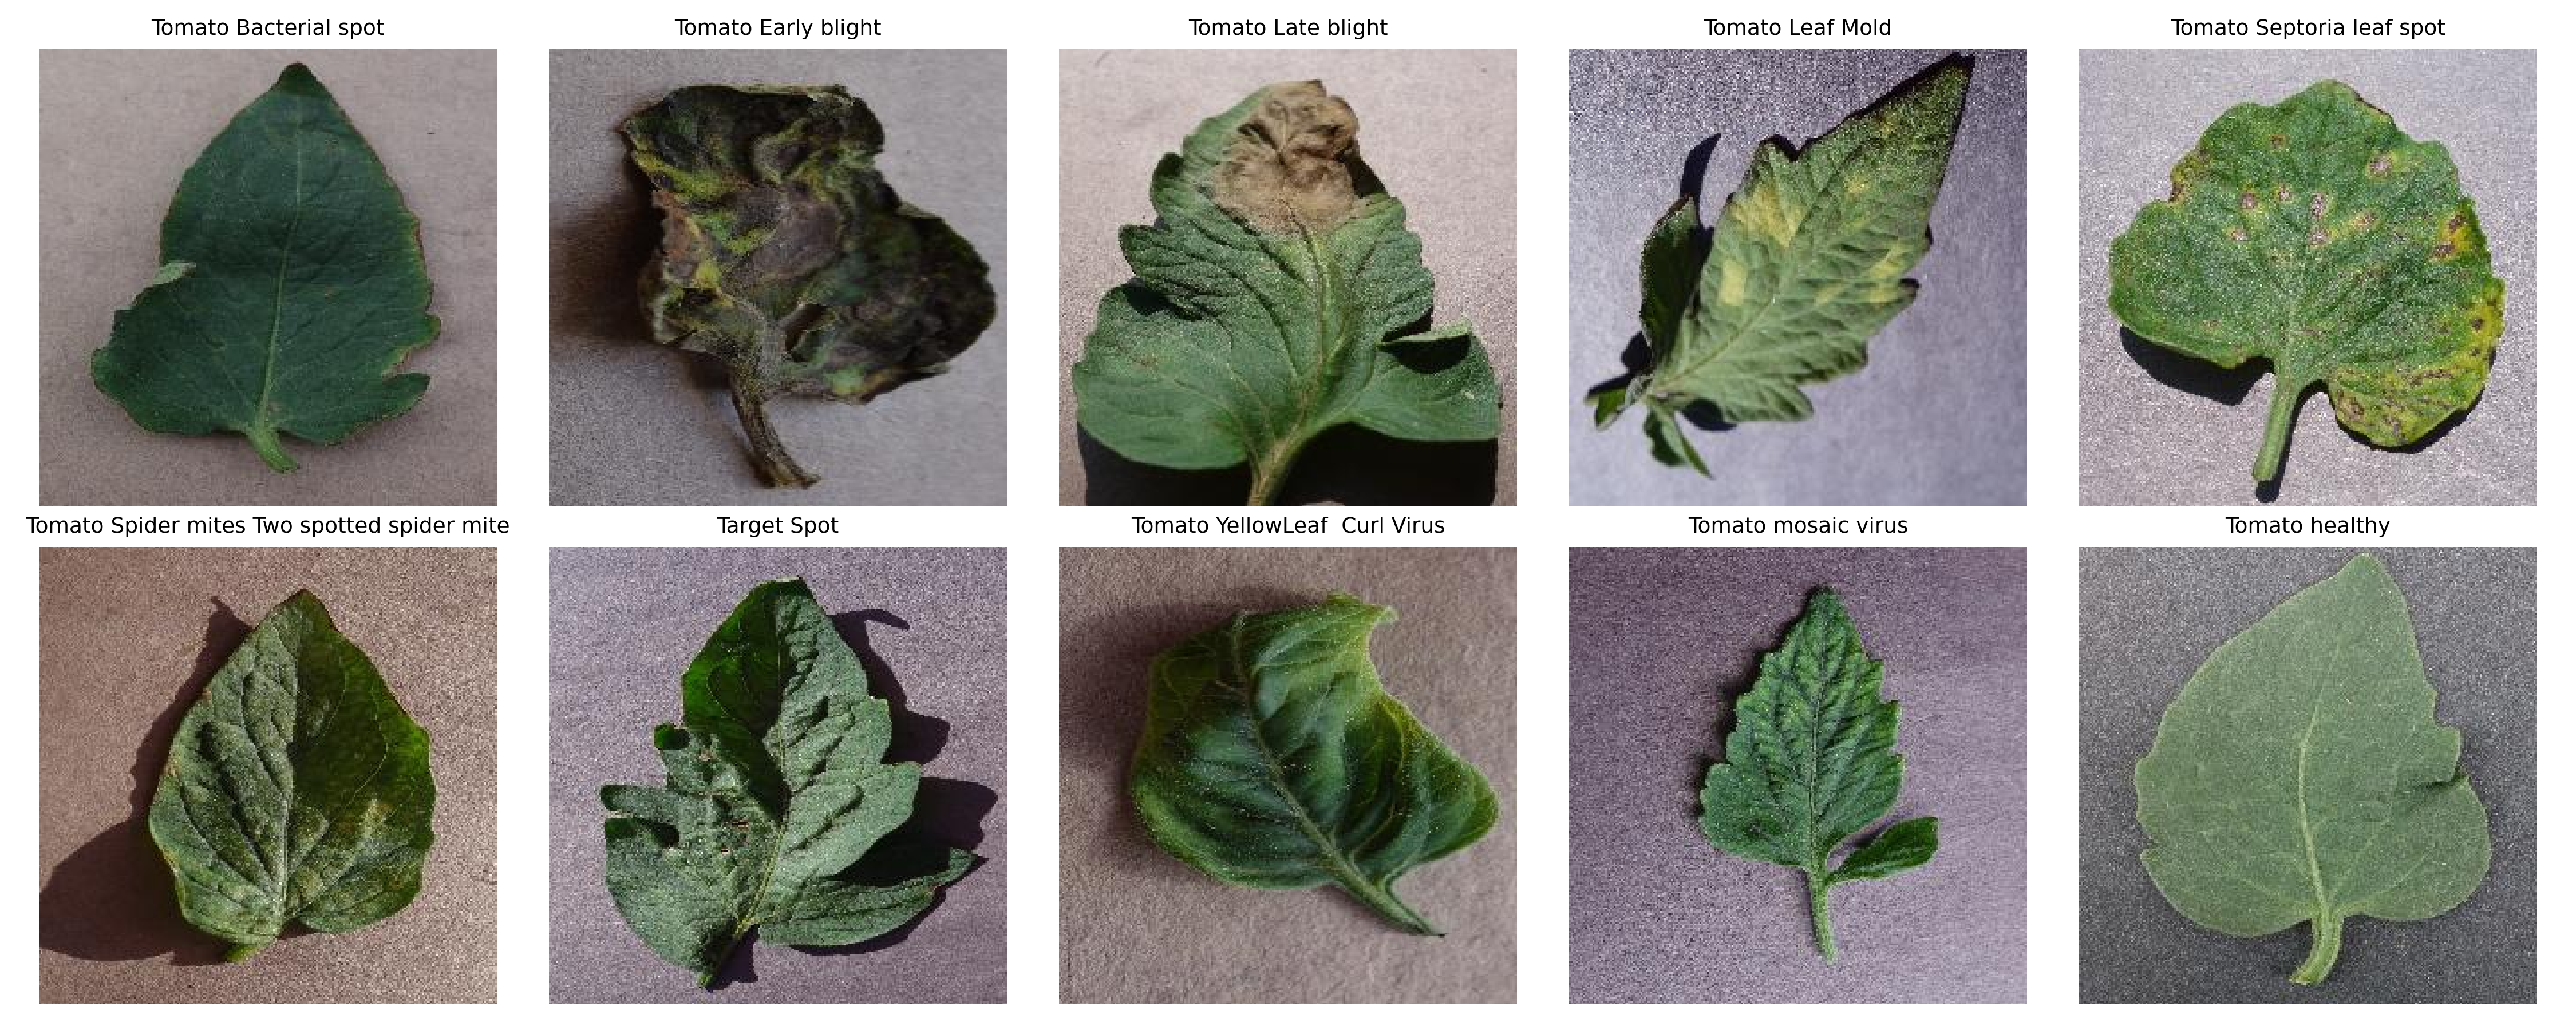 Tomato Bacterial spot
Tomato Early blight
Tomato Late blight
Tomato Leaf Mold
Tomato Septoria leaf spot
Tomato Spider mites Two spotted spider mite
Target Spot
Tomato YellowLeaf  Curl Virus
Tomato mosaic virus
Tomato healthy